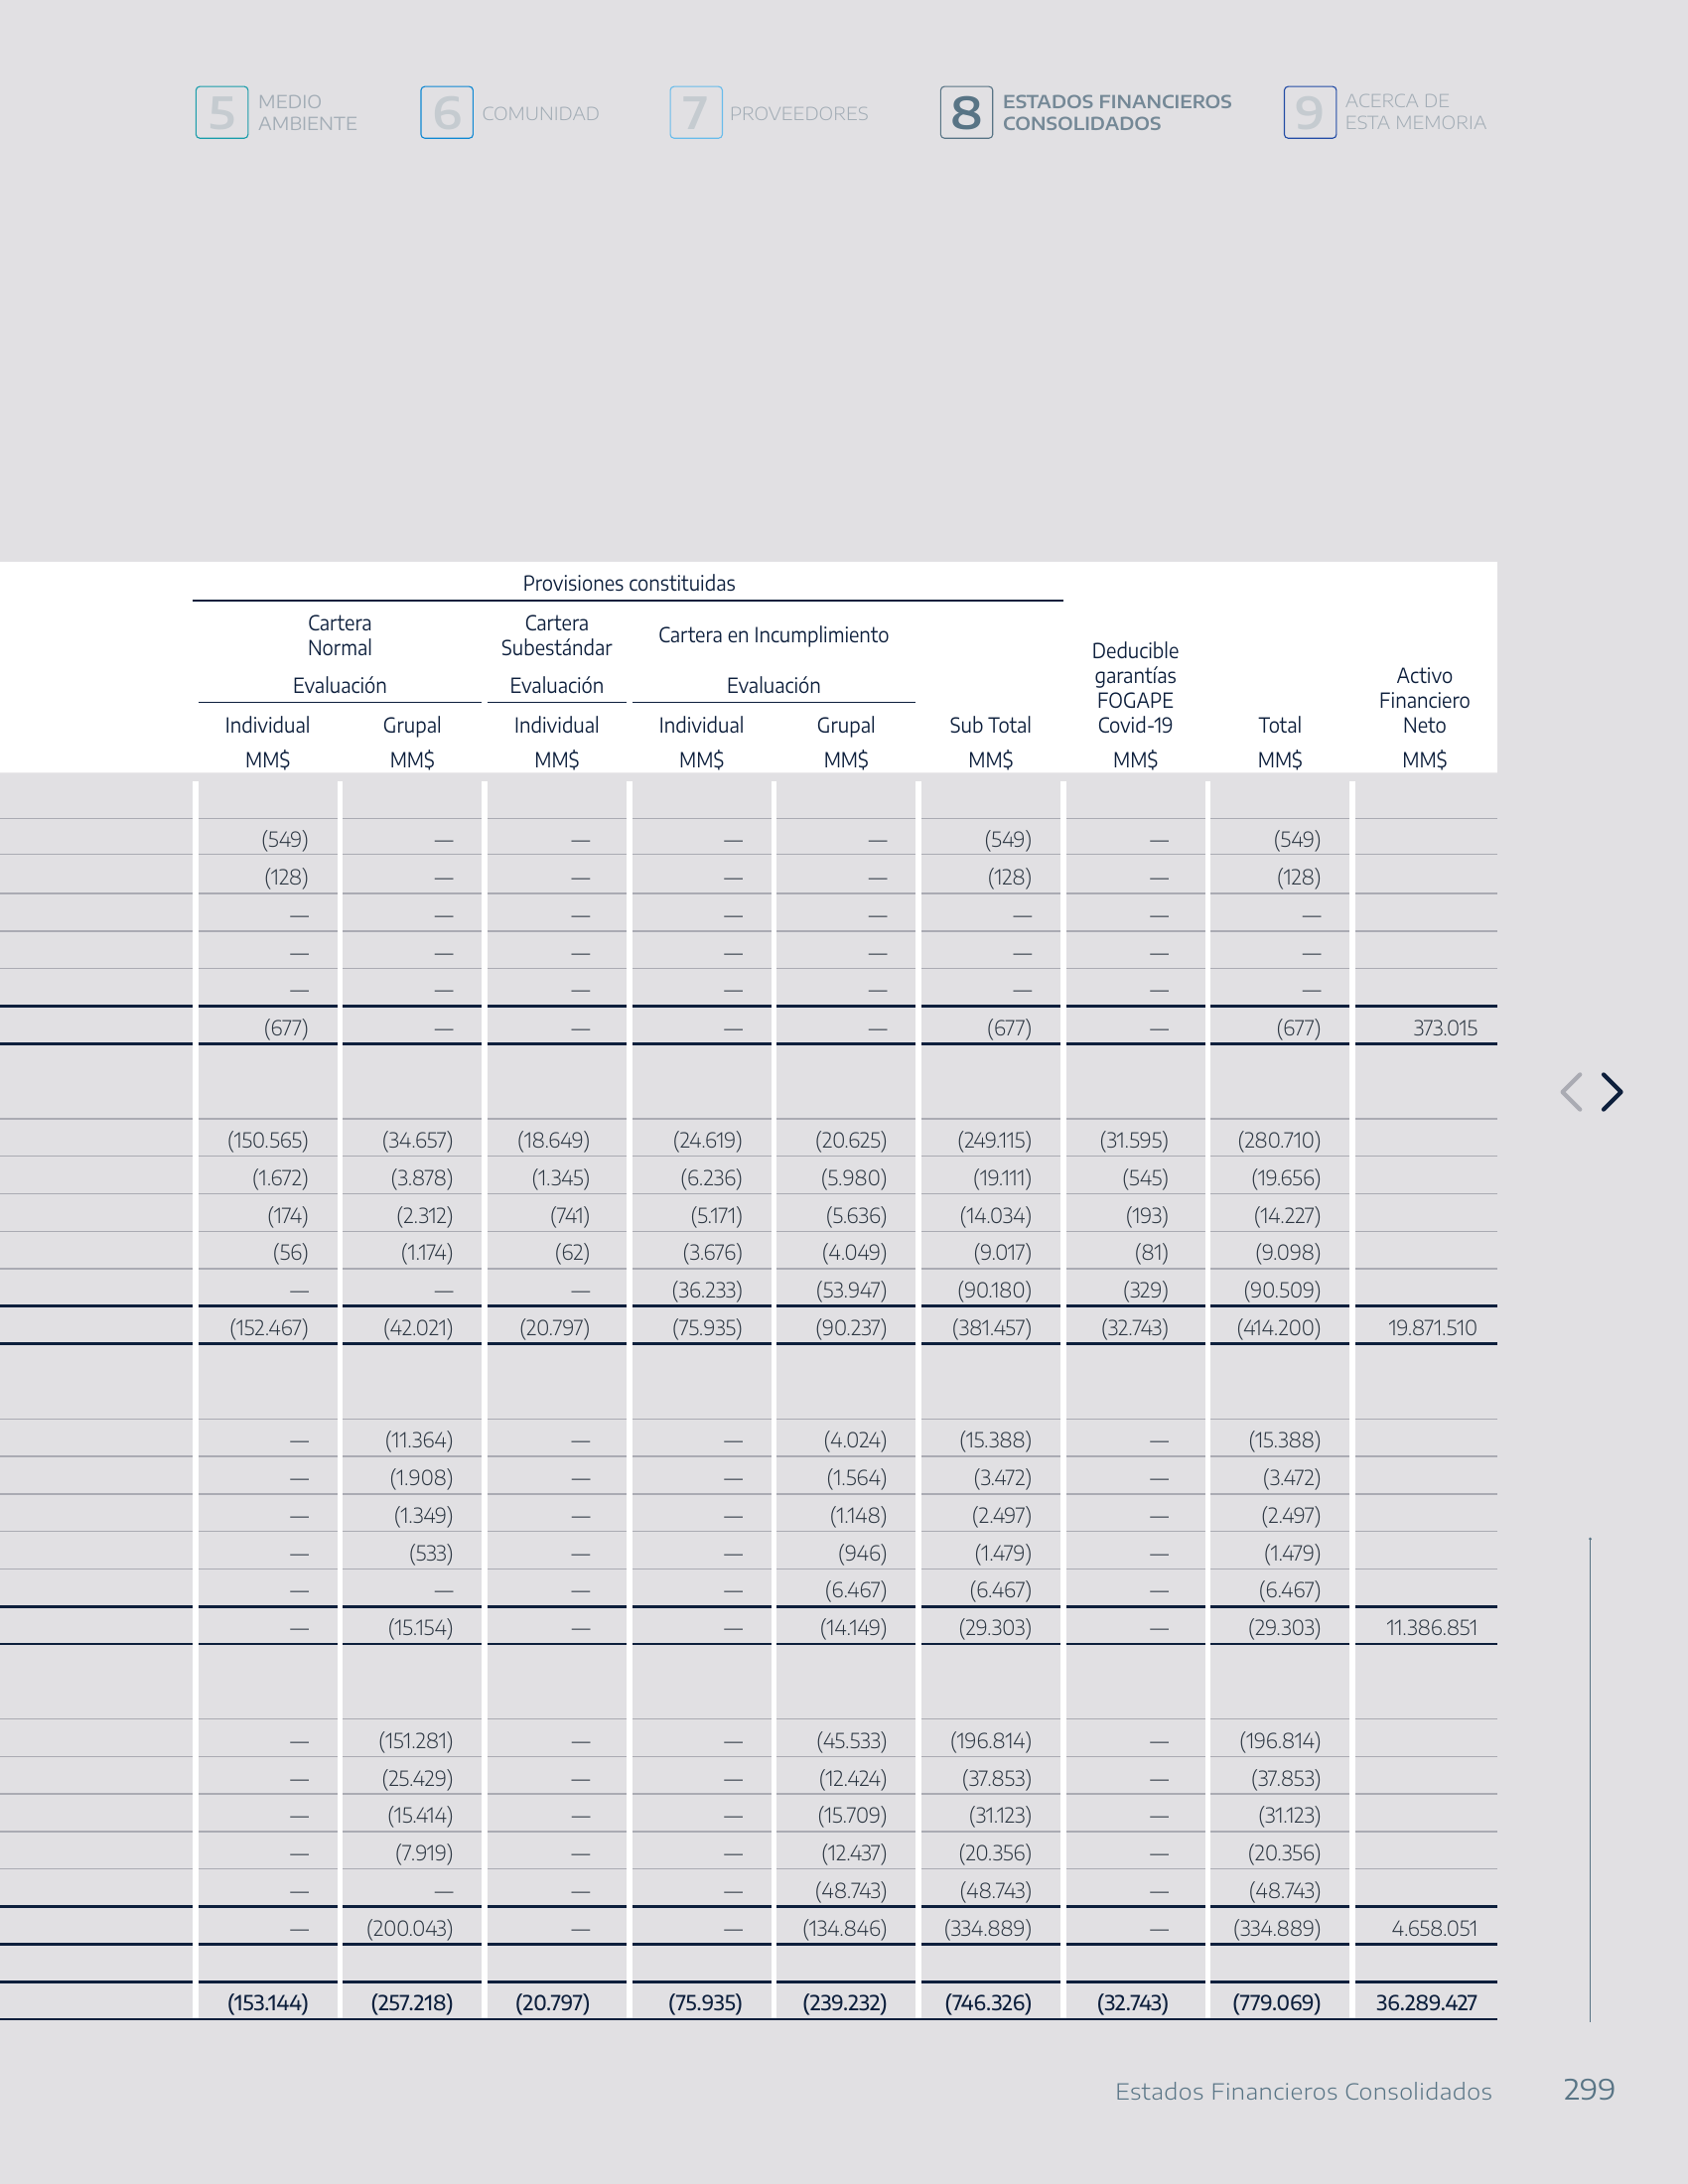 5 MEDIO AMBIENTE 6 COMUNIDAD 7 PROVEEDORES 8 ESTADOS FINANCIEROS CONSOLIDADOS 9 ACERCA DE ESTA MEMORIA
Provisiones constituidas
Cartera Normal Cartera Subestándar Cartera en Incumplimiento
Evaluación Evaluación Evaluación
Individual Grupal Individual Individual Grupal Sub Total Deducible garantías FOGAPE Covid-19 Total Activo Financiero Neto
MM$ MM$ MM$ MM$ MM$ MM$ MM$ MM$ MM$
(549) — — — — (549) — (549)
(128) — — — — (128) — (128)
— — — — — — — —
— — — — — — — —
— — — — — — — —
(677) — — — — (677) — (677) 373.015
(150.565) (34.657) (18.649) (24.619) (20.625) (249.115) (31.595) (280.710)
(1.672) (3.878) (1.345) (6.236) (5.980) (19.111) (545) (19.656)
(174) (2.312) (741) (5.171) (5.636) (14.034) (193) (14.227)
(56) (1.174) (62) (3.676) (4.049) (9.017) (81) (9.098)
— — — (36.233) (53.947) (90.180) (329) (90.509)
(152.467) (42.021) (20.797) (75.935) (90.237) (381.457) (32.743) (414.200) 19.871.510
— (11.364) — — (4.024) (15.388) — (15.388)
— (1.908) — — (1.564) (3.472) — (3.472)
— (1.349) — — (1.148) (2.497) — (2.497)
— (533) — — (946) (1.479) — (1.479)
— — — — (6.467) (6.467) — (6.467)
— (15.154) — — (14.149) (29.303) — (29.303) 11.386.851
— (151.281) — — (45.533) (196.814) — (196.814)
— (25.429) — — (12.424) (37.853) — (37.853)
— (15.414) — — (15.709) (31.123) — (31.123)
— (7.919) — — (12.437) (20.356) — (20.356)
— — — — (48.743) (48.743) — (48.743)
— (200.043) — — (134.846) (334.889) — (334.889) 4.658.051
(153.144) (257.218) (20.797) (75.935) (239.232) (746.326) (32.743) (779.069) 36.289.427
Estados Financieros Consolidados 299